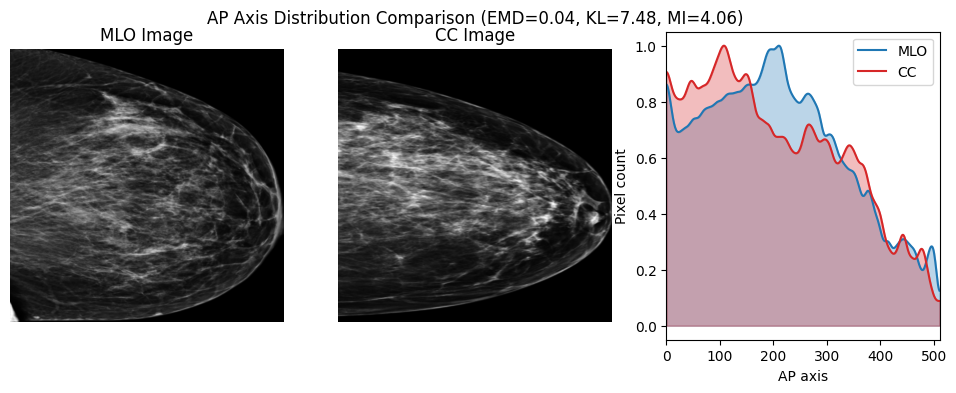 AP Axis Distribution Comparison (EMD=0.04, KL=7.48, MI=4.06)
MLO Image
CC Image
MLO
CC
Pixel count
1.0
0.8
0.6
0.4
0.2
0.0
0 100 200 300 400 500
AP axis